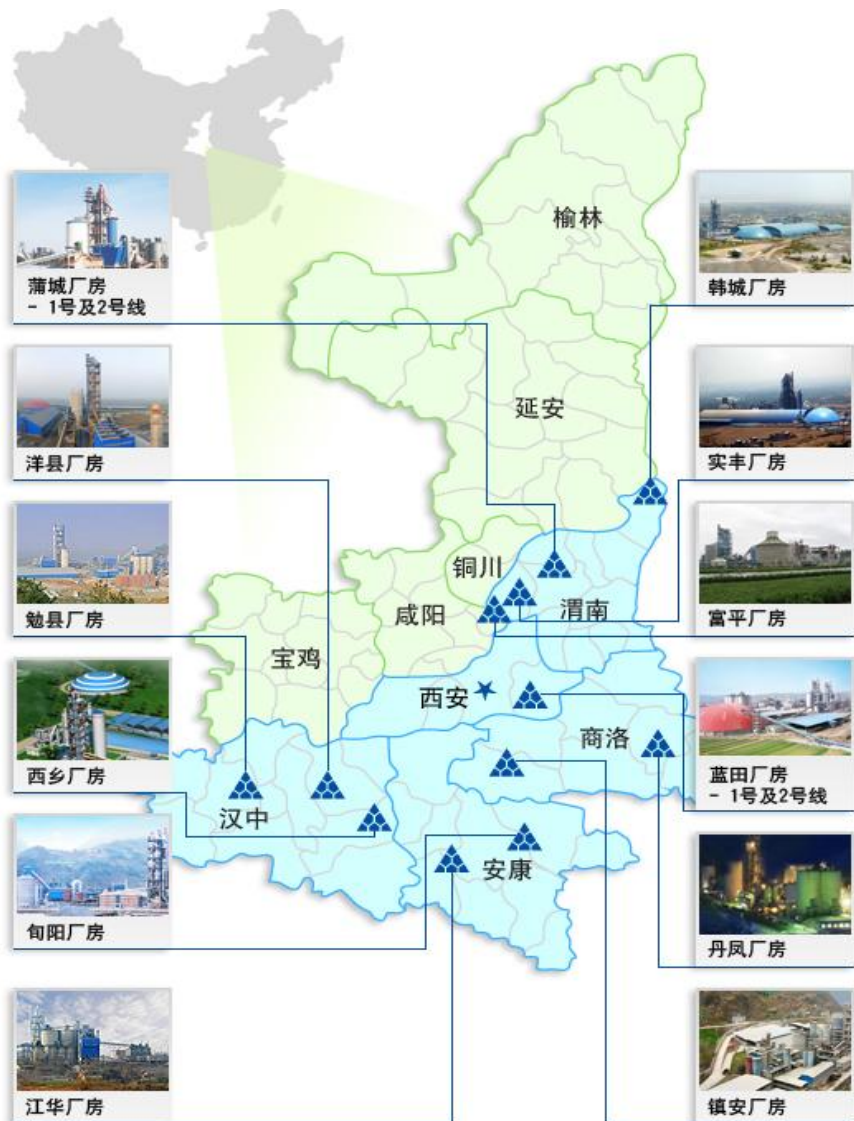 蒲城厂房
- 1号及2号线
洋县厂房
勉县厂房
西乡厂房
旬阳厂房
江华厂房
榆林
延安
铜川
咸阳
渭南
宝鸡
西安
商洛
汉中
安康
韩城厂房
实丰厂房
富平厂房
蓝田厂房
- 1号及2号线
丹凤厂房
镇安厂房